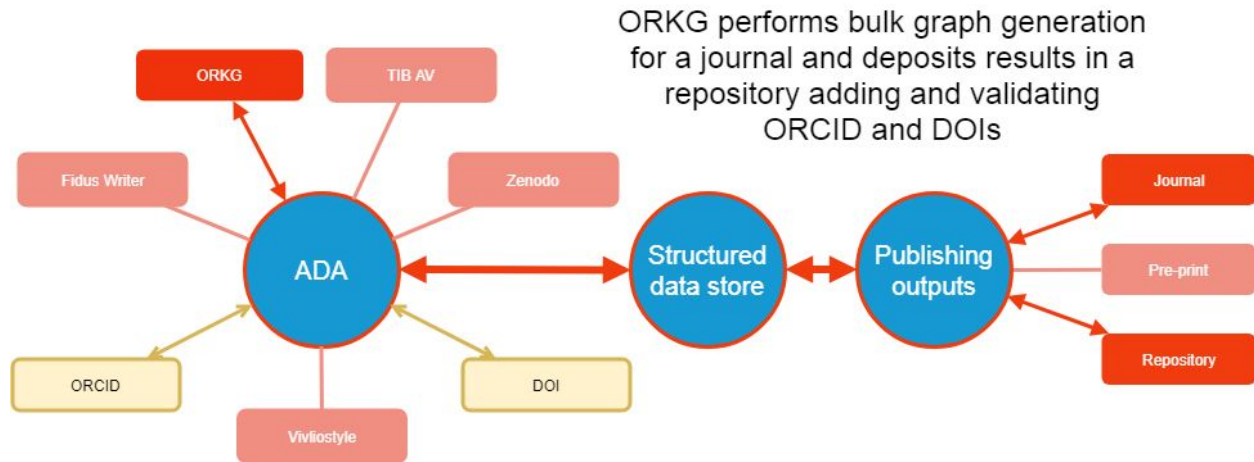 ORKG performs bulk graph generation
for a journal and deposits results in a
repository adding and validating
ORCID and DOIs
ORKG
TIB AV
Fidus Writer
Zenodo
Journal
ADA
Structured
data store
Publishing
outputs
Pre-print
ORCID
DOI
Repository
Vivliostyle